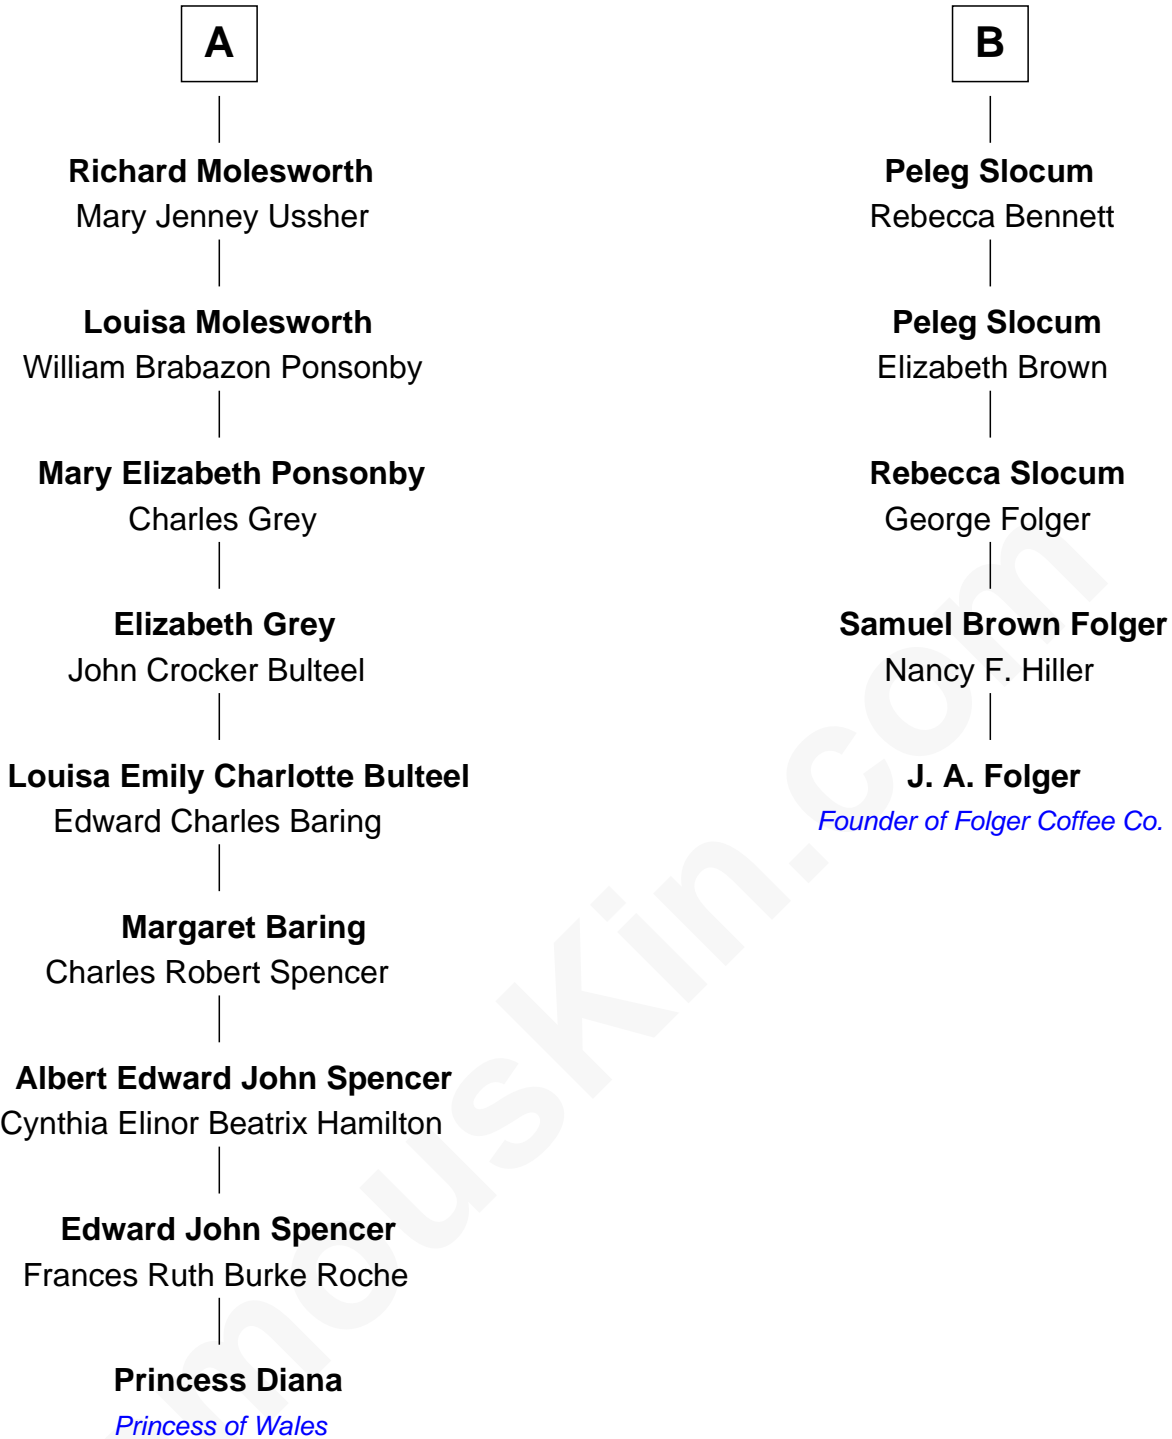 A
Richard Molesworth
Mary Jenney Ussher
Louisa Molesworth
William Brabazon Ponsonby
Mary Elizabeth Ponsonby
Charles Grey
Elizabeth Grey
John Crocker Bulteel
Louisa Emily Charlotte Bulteel
Edward Charles Baring
Margaret Baring
Charles Robert Spencer
Albert Edward John Spencer
Cynthia Elinor Beatrix Hamilton
Edward John Spencer
Frances Ruth Burke Roche
Princess Diana
Princess of Wales
B
Peleg Slocum
Rebecca Bennett
Peleg Slocum
Elizabeth Brown
Rebecca Slocum
George Folger
Samuel Brown Folger
Nancy F. Hiller
J. A. Folger
Founder of Folger Coffee Co.
mousKin.com